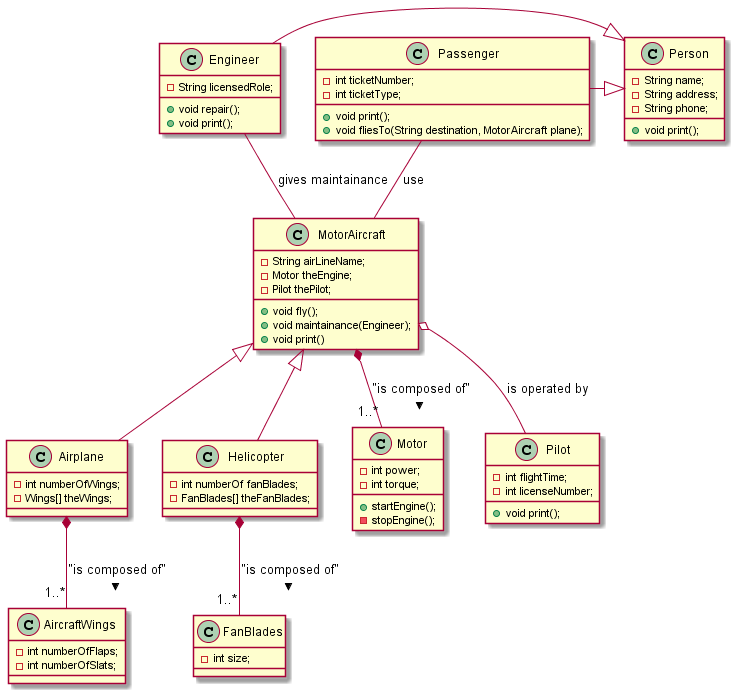 C Engineer
String licensedRole;
void repair();
void print();
C Passenger
int ticketNumber;
int ticketType;
void print();
void fliesTo(String destination, MotorAircraft plane);
C Person
String name;
String address;
String phone;
void print();
gives maintainance
use
C MotorAircraft
String airLineName;
Motor theEngine;
Pilot thePilot;
void fly();
void maintainance(Engineer);
void print()
"is composed of"
1..*
is operated by
C Airplane
int numberOfWings;
Wings[] theWings;
C Helicopter
int numberOf fanBlades;
FanBlades[] theFanBlades;
C Motor
int power;
int torque;
startEngine();
stopEngine();
C Pilot
int flightTime;
int licenseNumber;
void print();
"is composed of"
1..*
"is composed of"
1..*
C AircraftWings
int numberOfFlaps;
int numberOfSlats;
C FanBlades
int size;